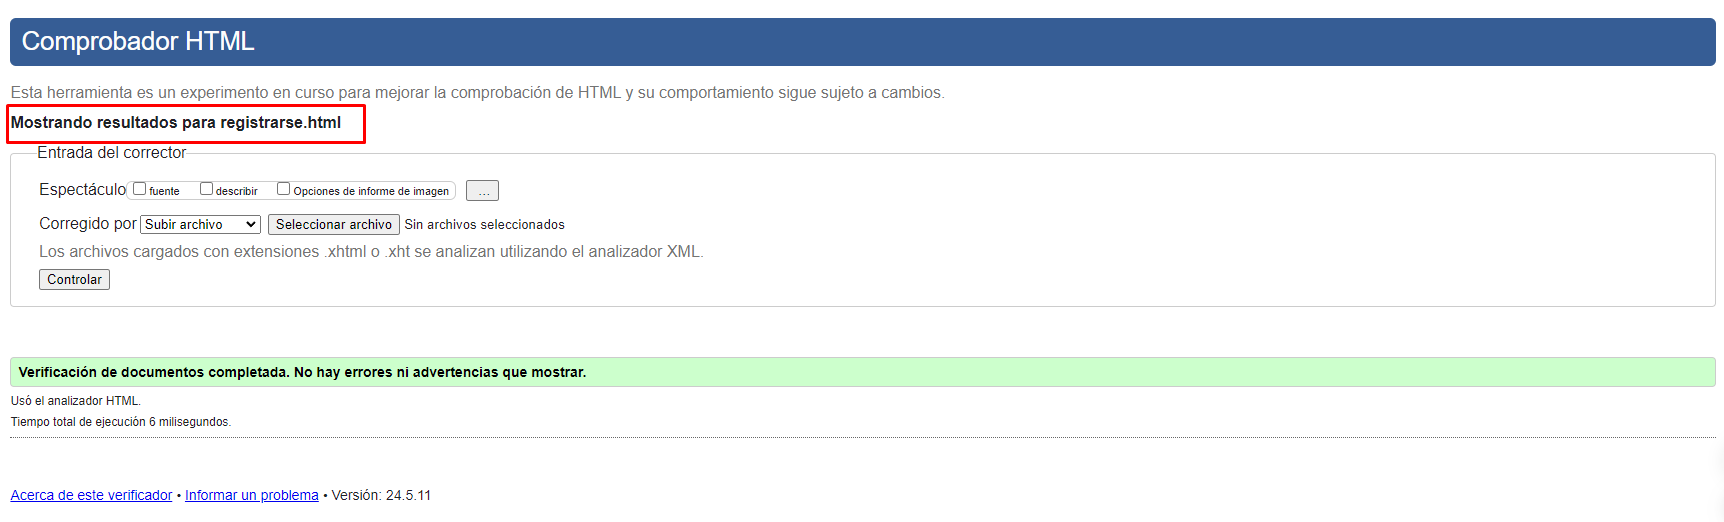 Comprobador HTML
Esta herramienta es un experimento en curso para mejorar la comprobación de HTML y su comportamiento sigue sujeto a cambios.
Mostrando resultados para registrarse.html
Entrada del corrector
Espectáculo fuente describir Opciones de informe de imagen ...
Corregido por Subir archivo Seleccionar archivo Sin archivos seleccionados
Los archivos cargados con extensiones .xhtml o .xht se analizan utilizando el analizador XML.
Controlar
Verificación de documentos completada. No hay errores ni advertencias que mostrar.
Usó el analizador HTML.
Tiempo total de ejecución 6 milisegundos.
Acerca de este verificador • Informar un problema • Versión: 24.5.11